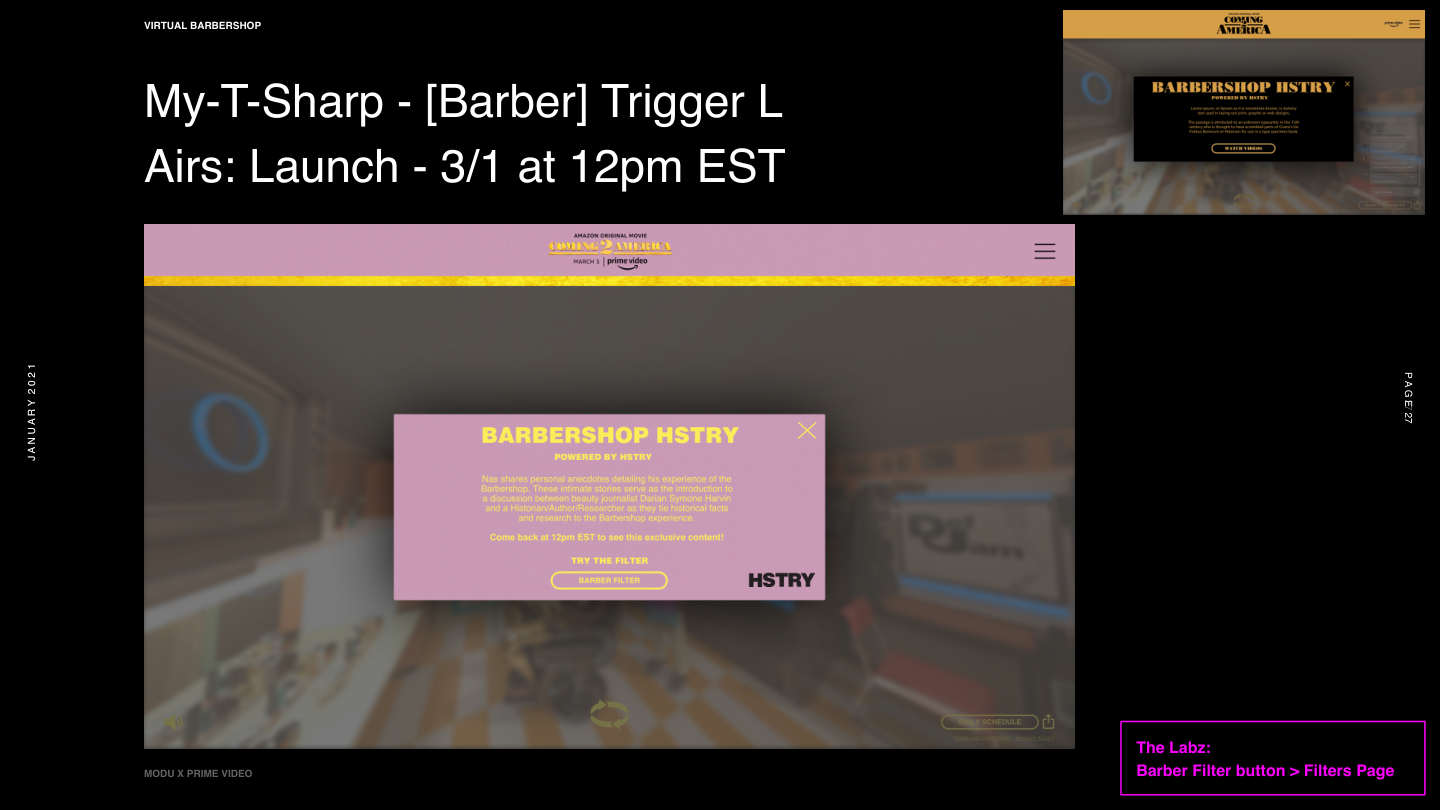 VIRTUAL BARBERSHOP
My-T-Sharp - [Barber] Trigger L
Airs: Launch - 3/1 at 12pm EST
COMING 2 AMERICA
prime video
BARBERSHOP HSTRY
POWERED BY HSTRY
WATCH VIDEOS
AMAZON ORIGINAL MOVIE
COMING 2 AMERICA
MARCH 5 | prime video
BARBERSHOP HSTRY
POWERED BY HSTRY
Nas shares personal anecdotes detailing his experience of the
Barbershop. These intimate stories serve as the introduction to
a discussion between beauty journalist Darian Symone Harvin
and a Historian/Author/Researcher as they tie historical facts
and research to the Barbershop experience.
Come back at 12pm EST to see this exclusive content!
TRY THE FILTER
BARBER FILTER
HSTRY
Def Jam
DAILY SCHEDULE
JANUARY 2021
PAGE 27
MODU X PRIME VIDEO
The Labz:
Barber Filter button > Filters Page